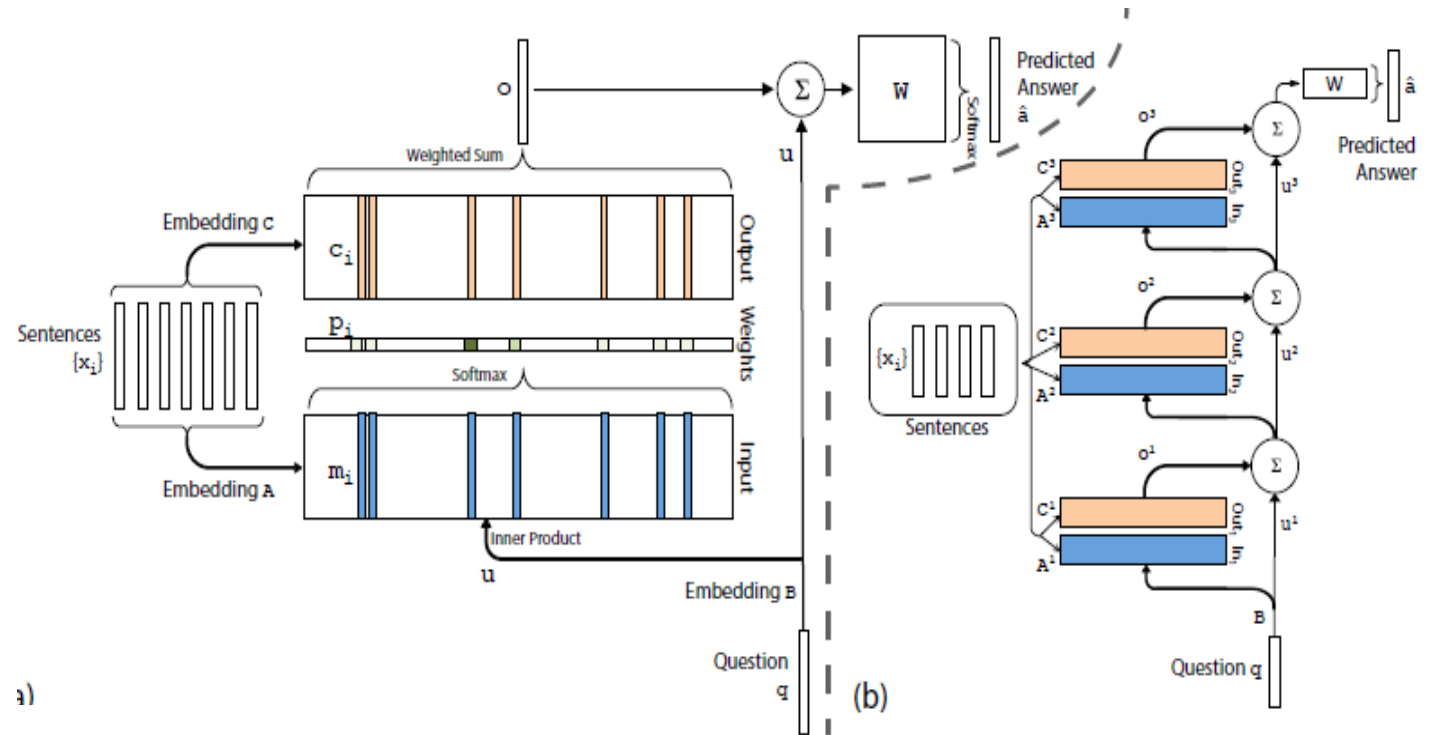 o
Σ
W
Softmax
Predicted
Answer
â
u
Weighted Sum
Embedding C
c_i
Output
Sentences
{x_i}
p_i
Weights
Softmax
m_i
Input
Embedding A
Inner Product
u
Embedding B
Question
q
a)
W
â
Predicted
Answer
Σ
o³
C³
Out₃
A³
In₃
u³
Σ
o²
C²
Out₂
A²
In₂
u²
{x_i}
Sentences
Σ
o¹
C¹
Out₁
A¹
In₁
u¹
B
Question q
(b)